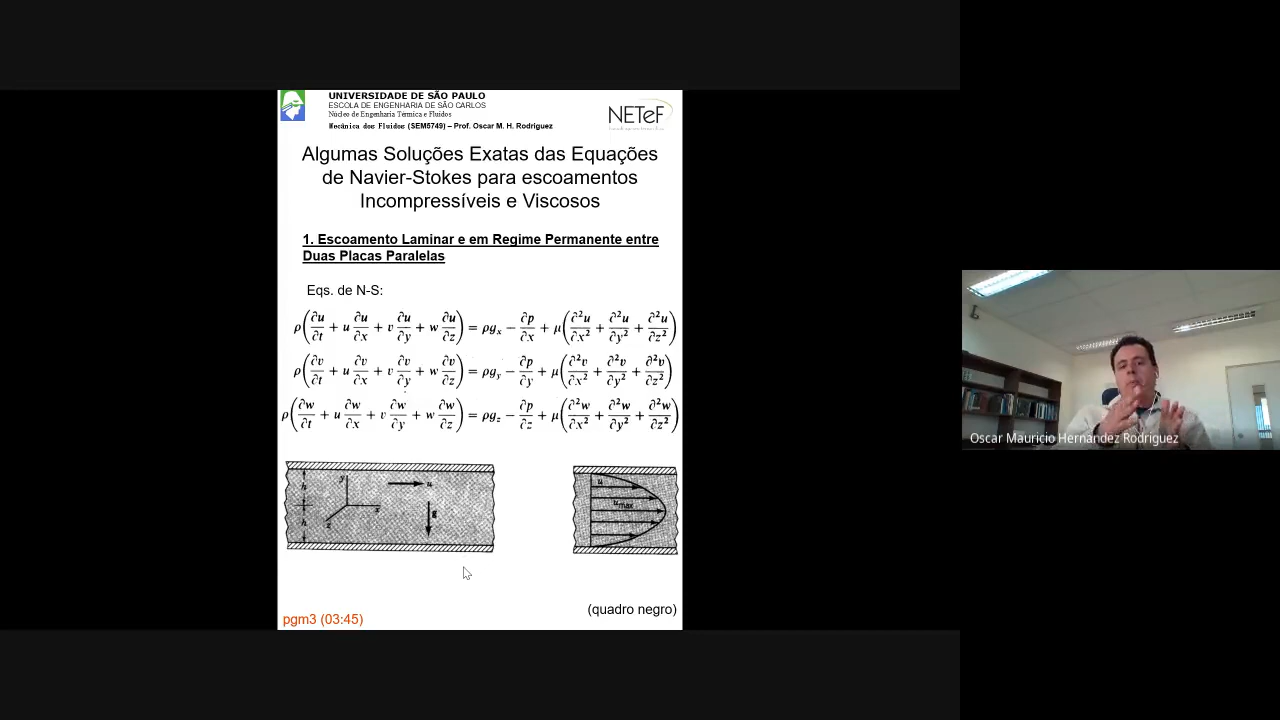 UNIVERSIDADE DE SÃO PAULO
ESCOLA DE ENGENHARIA DE SÃO CARLOS
Núcleo de Engenharia Térmica e Fluidos
Mecânica dos Fluidos (SEM5749) – Prof. Oscar M. H. Rodriguez
NETeF
Algumas Soluções Exatas das Equações
de Navier-Stokes para escoamentos
Incompressíveis e Viscosos
1. Escoamento Laminar e em Regime Permanente entre
Duas Placas Paralelas
Eqs. de N-S:
ρ(∂u/∂t + u ∂u/∂x + v ∂u/∂y + w ∂u/∂z) = ρgₓ − ∂p/∂x + μ(∂²u/∂x² + ∂²u/∂y² + ∂²u/∂z²)
ρ(∂v/∂t + u ∂v/∂x + v ∂v/∂y + w ∂v/∂z) = ρg_y − ∂p/∂y + μ(∂²v/∂x² + ∂²v/∂y² + ∂²v/∂z²)
ρ(∂w/∂t + u ∂w/∂x + v ∂w/∂y + w ∂w/∂z) = ρg_z − ∂p/∂z + μ(∂²w/∂x² + ∂²w/∂y² + ∂²w/∂z²)
h
h
y
x
z
u
g
u
u_max
(quadro negro)
pgm3 (03:45)
Oscar Mauricio Hernandez Rodriguez